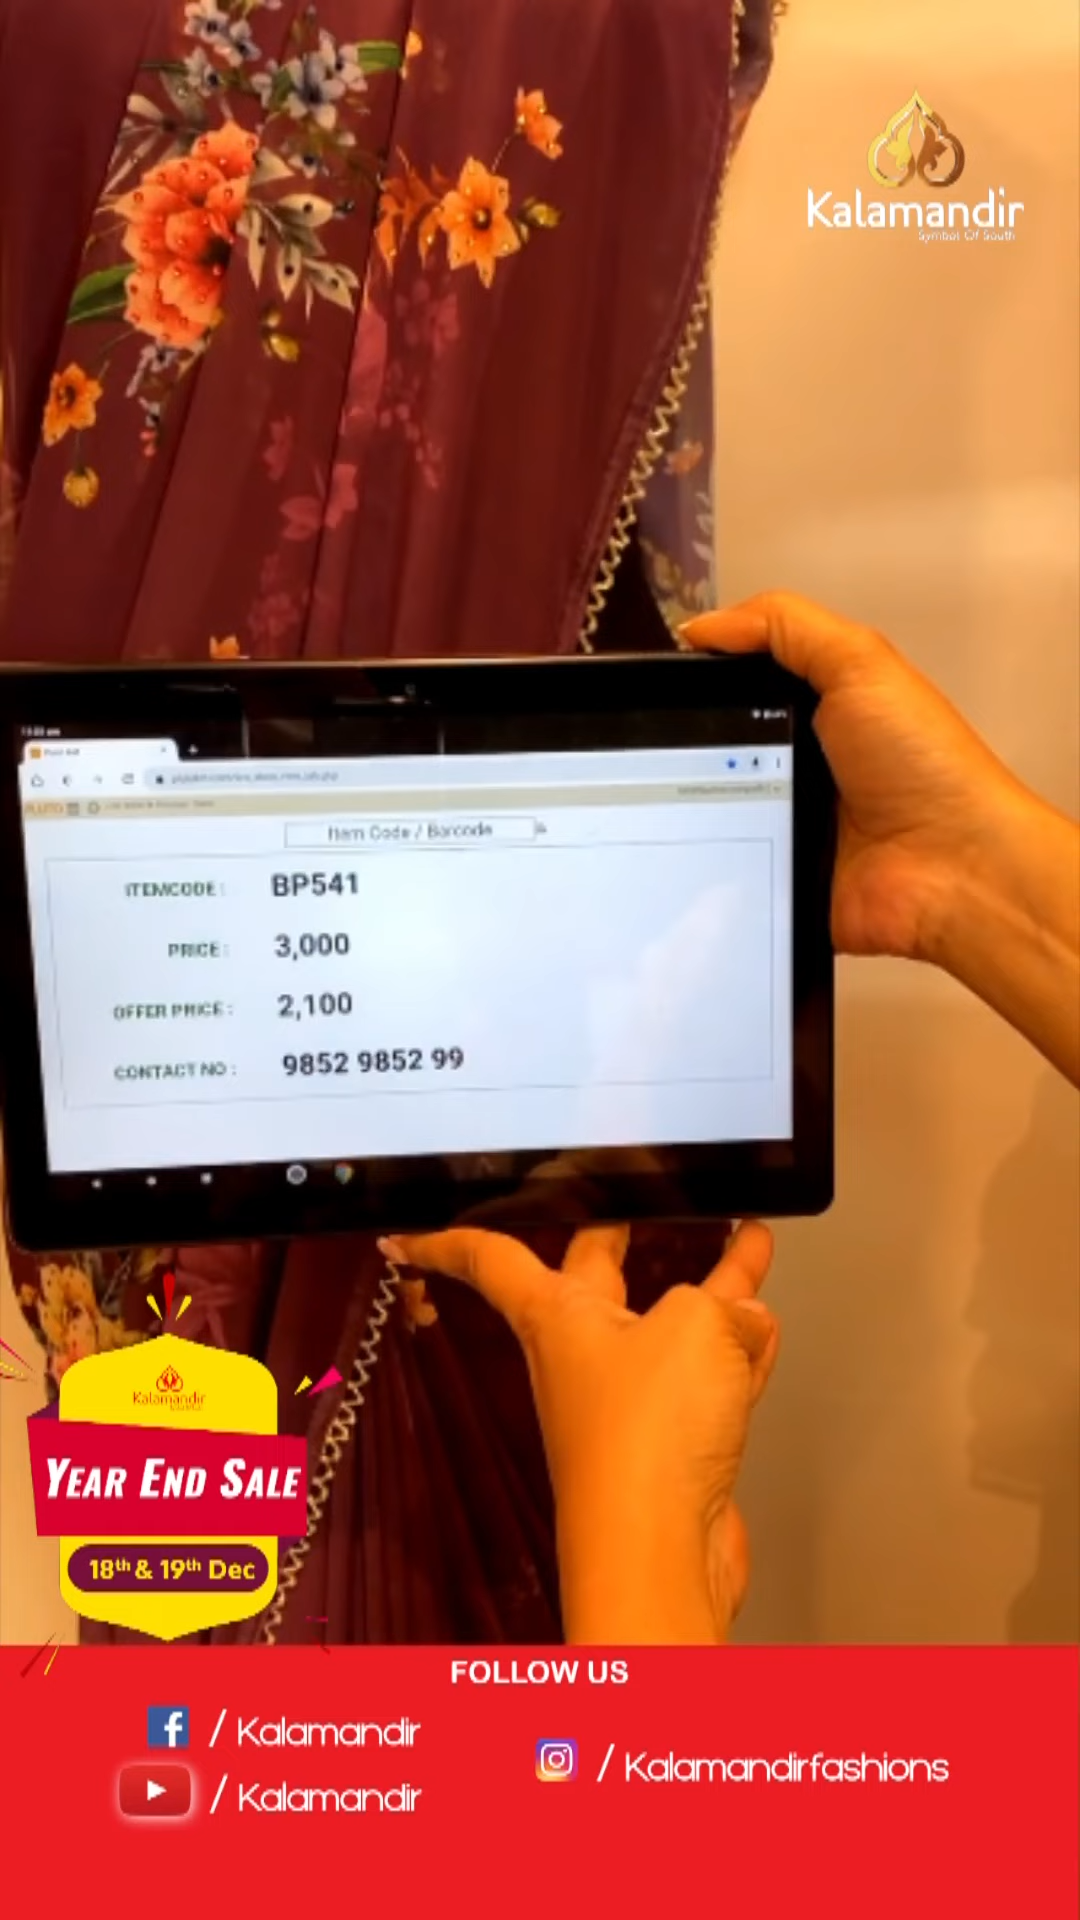 Kalamandir
Symbol Of South
Item Code / Barcode
ITEMCODE : BP541
PRICE : 3,000
OFFER PRICE : 2,100
CONTACT NO : 9852 9852 99
Kalamandir
YEAR END SALE
18th & 19th Dec
FOLLOW US
/ Kalamandir
/ Kalamandirfashions
/ Kalamandir